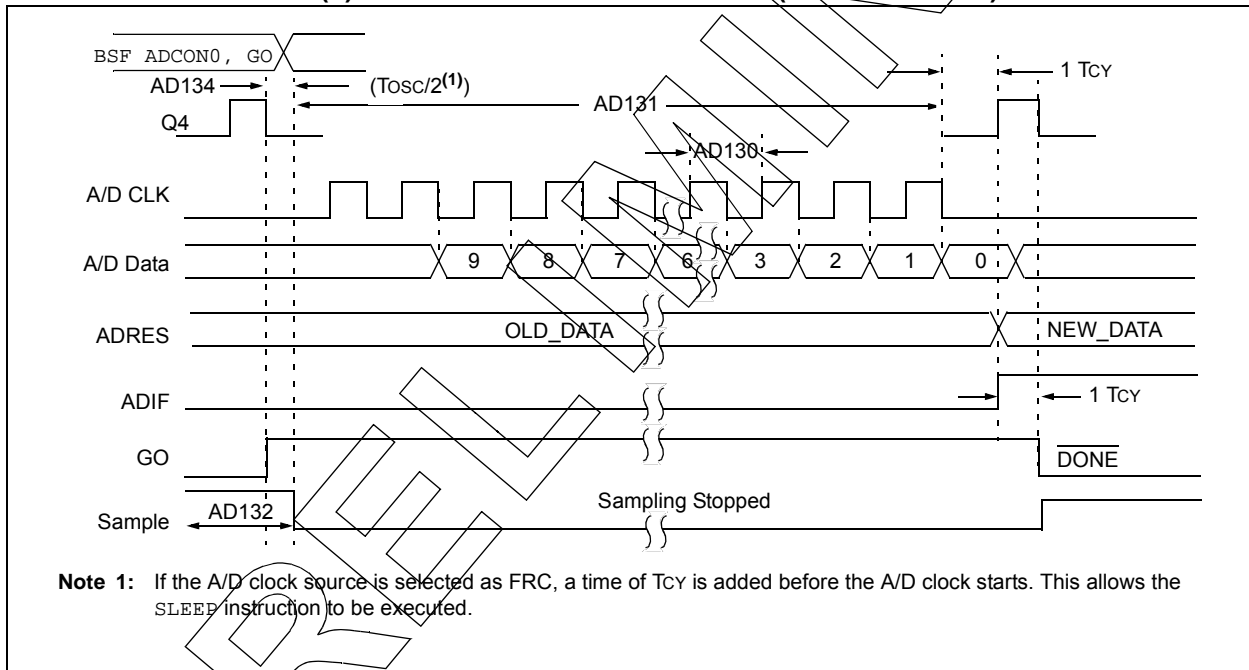 BSF ADCON0, GO
AD134
(TOSC/2(1))
1 TCY
AD131
Q4
AD130
A/D CLK
A/D Data
9 8 7 6 3 2 1 0
ADRES
OLD_DATA
NEW_DATA
ADIF
1 TCY
GO
DONE
Sample
AD132
Sampling Stopped
Note 1: If the A/D clock source is selected as FRC, a time of TCY is added before the A/D clock starts. This allows the
SLEEP instruction to be executed.